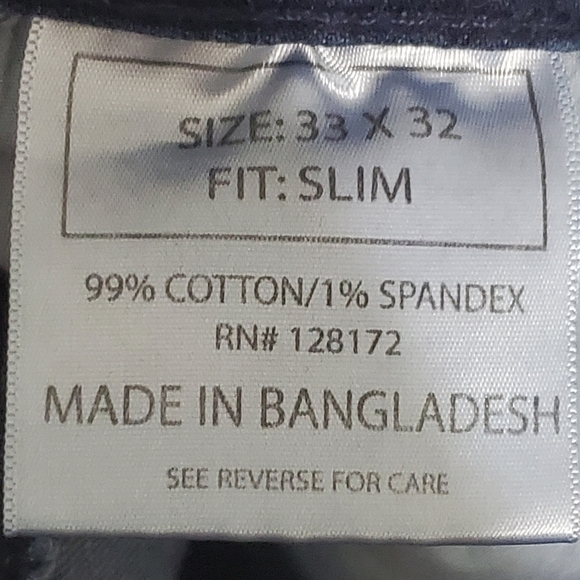 SIZE: 33 X 32
FIT: SLIM
99% COTTON/1% SPANDEX
RN# 128172
MADE IN BANGLADESH
SEE REVERSE FOR CARE